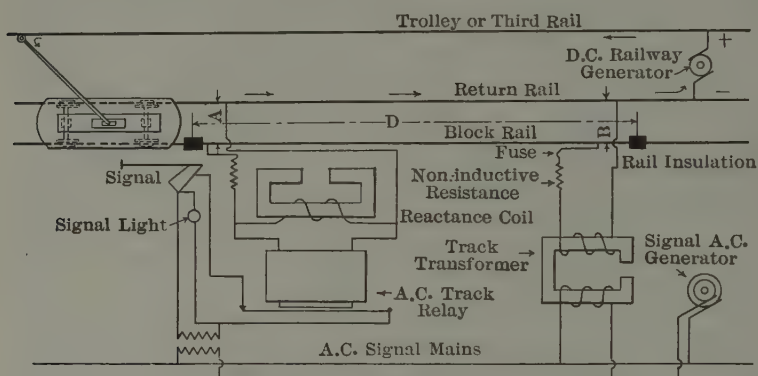 Trolley or Third Rail
+
D.C. Railway
Generator
Return Rail
−
A
D
B
Block Rail
Fuse
Rail Insulation
Signal
Non-inductive
Resistance
Reactance Coil
Signal Light
Track
Transformer
Signal A.C.
Generator
A.C. Track
Relay
A.C. Signal Mains